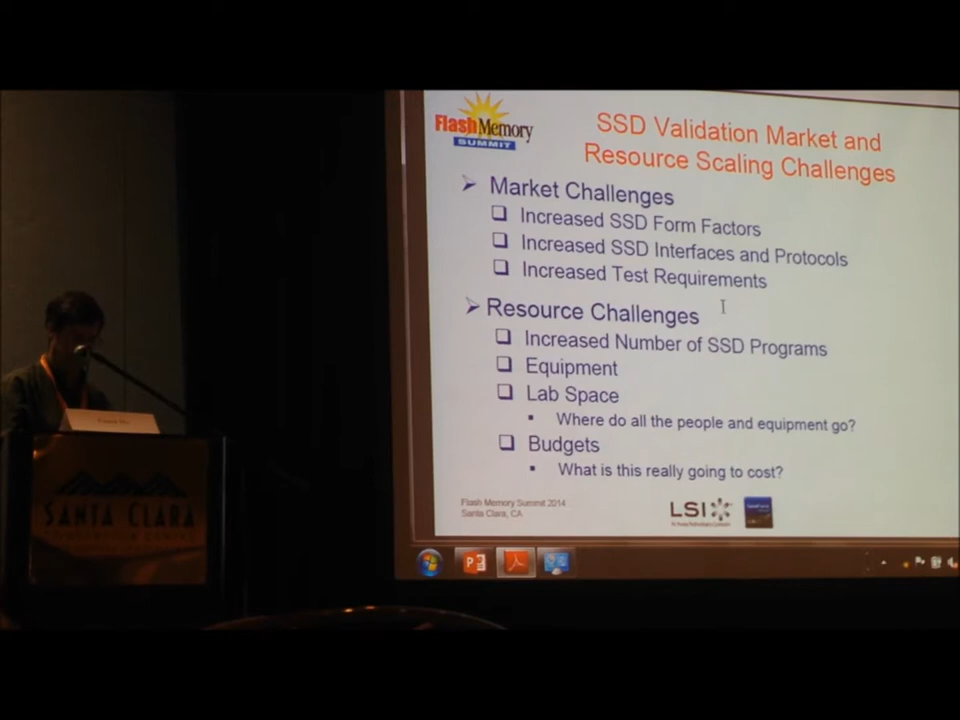 FlashMemory
SUMMIT
SSD Validation Market and
Resource Scaling Challenges
Market Challenges
Increased SSD Form Factors
Increased SSD Interfaces and Protocols
Increased Test Requirements
Resource Challenges
Increased Number of SSD Programs
Equipment
Lab Space
Where do all the people and equipment go?
Budgets
What is this really going to cost?
Flash Memory Summit 2014
Santa Clara, CA
LSI
SANTA CLARA